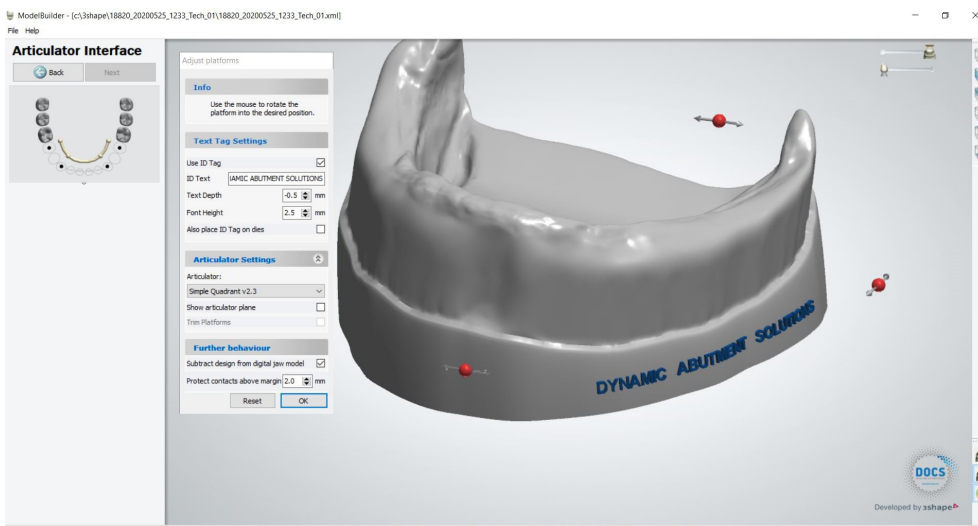 ModelBuilder - [c:\3shape\18820_20200525_1233_Tech_01\18820_20200525_1233_Tech_01.xml]
File Help
Articulator Interface
Back Next
Adjust platforms
Info
Use the mouse to rotate the
platform into the desired position.
Text Tag Settings
Use ID Tag
ID Text AMIC ABUTMENT SOLUTIONS
Text Depth -0.5 mm
Font Height 2.5 mm
Also place ID Tag on dies
Articulator Settings
Articulator:
Simple Quadrant v2.3
Show articulator plane
Trim Platforms
Further behaviour
Subtract design from digital jaw model
Protect contacts above margin 2.0 mm
Reset OK
DYNAMIC ABUTMENT SOLUTIONS
DOCS
Developed by 3shape